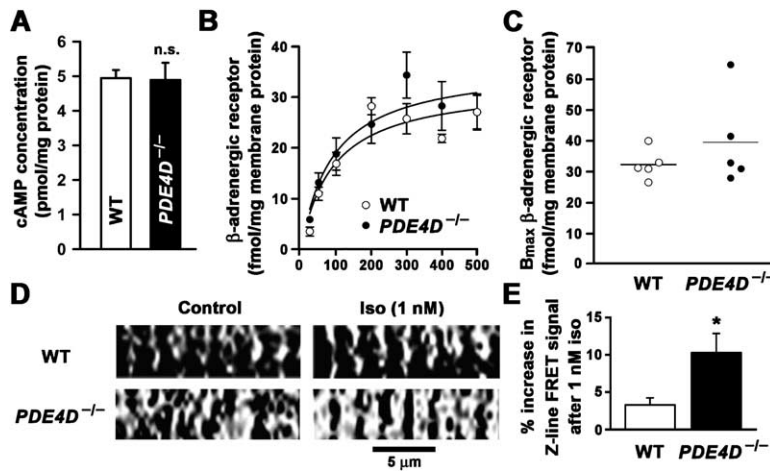 A
cAMP concentration
(pmol/mg protein)
6
5
4
3
2
1
0
n.s.
WT
PDE4D−/−
B
β-adrenergic receptor
(fmol/mg membrane protein)
40
30
20
10
0
WT
PDE4D−/−
0 100 200 300 400 500
C
Bmax β-adrenergic receptor
(fmol/mg membrane protein)
70
60
50
40
30
20
10
0
WT PDE4D−/−
D
Control Iso (1 nM)
WT
PDE4D−/−
5 μm
E
% increase in
Z-line FRET signal
after 1 nM iso
15
10
5
0
*
WT PDE4D−/−